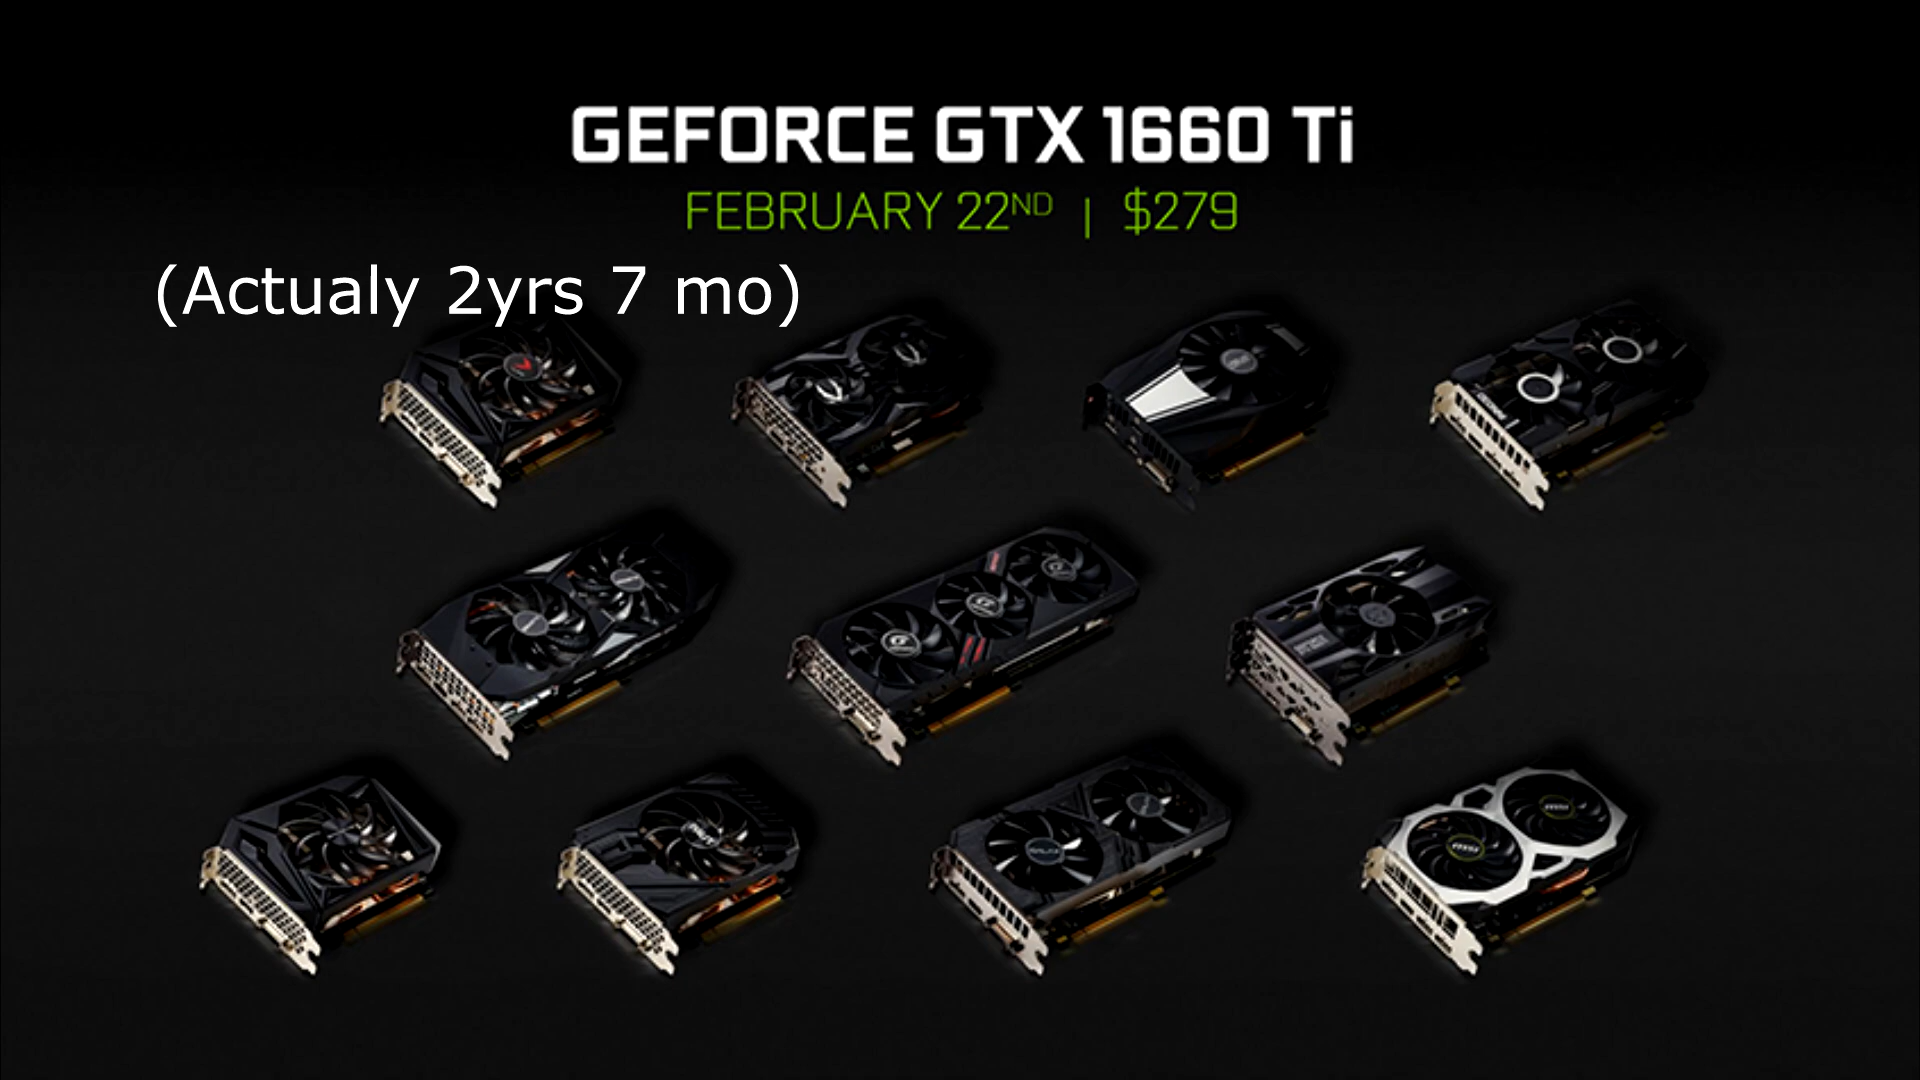 GEFORCE GTX 1660 Ti
FEBRUARY 22ND | $279
(Actualy 2yrs 7 mo)